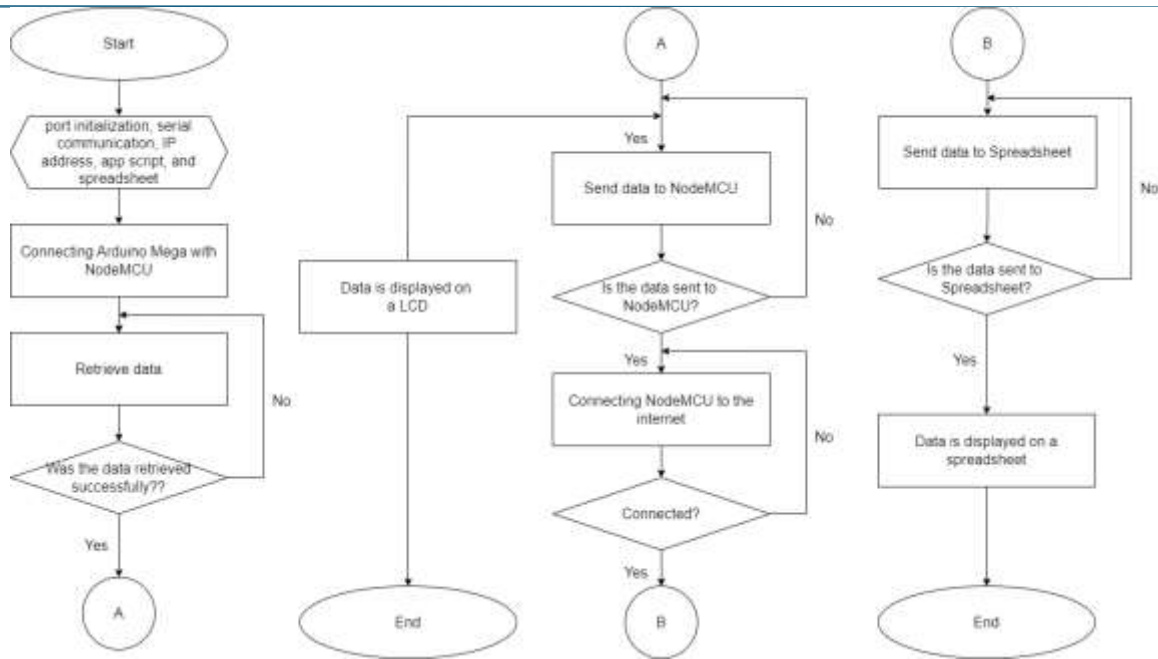 Start
port initialization, serial
communication, IP
address, app script, and
spreadsheet
Connecting Arduino Mega with
NodeMCU
Retrieve data
No
Was the data retrieved
successfully??
Yes
A
Data is displayed on
a LCD
End
A
Yes
Send data to NodeMCU
No
Is the data sent to
NodeMCU?
Yes
Connecting NodeMCU to the
internet
No
Connected?
Yes
B
B
Send data to Spreadsheet
No
Is the data sent to
Spreadsheet?
Yes
Data is displayed on a
spreadsheet
End